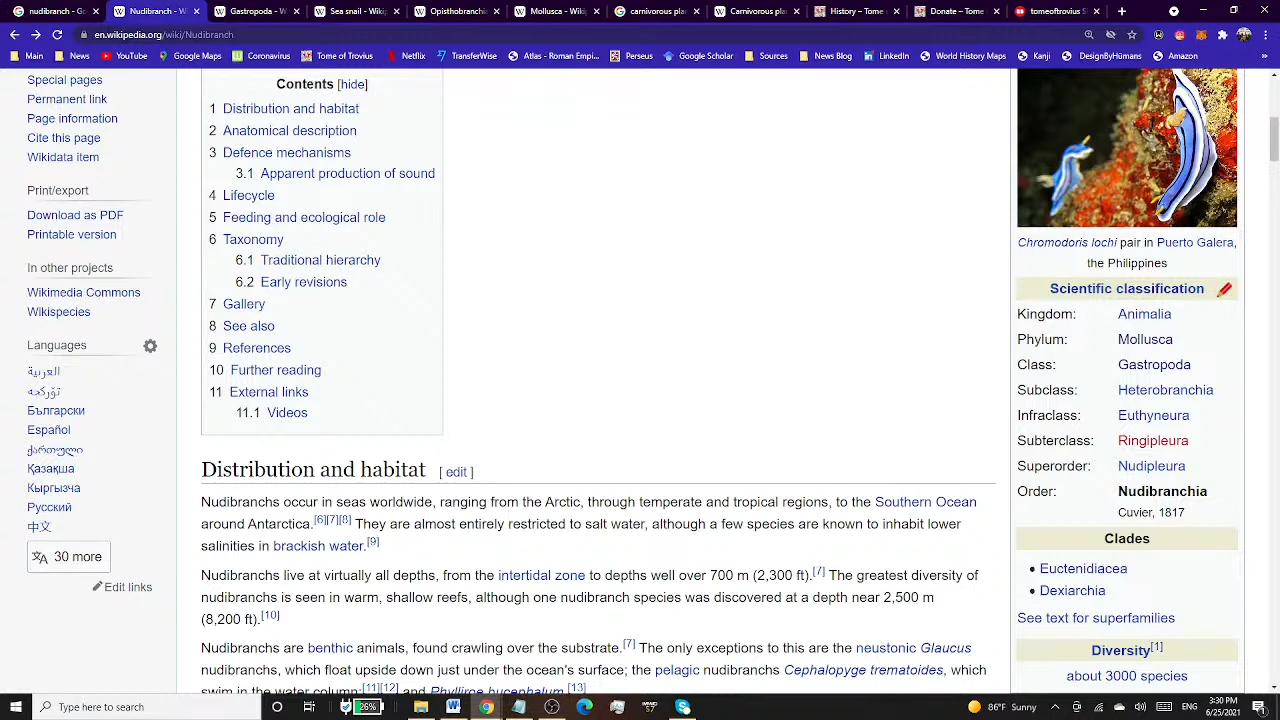 nudibranch - G
Nudibranch - W
Gastropoda - W
Sea snail - Wiki
Opisthobranchi
Mollusca - Wiki
carnivorous pla
Carnivorous pla
History - Tome
Donate - Tome
tomeoftrovius S
en.wikipedia.org/wiki/Nudibranch
Main
News
YouTube
Google Maps
Coronavirus
Tome of Trovius
Netflix
TransferWise
Atlas - Roman Empi...
Perseus
Google Scholar
Sources
News Blog
LinkedIn
World History Maps
Kanji
DesignByHumans
Amazon
»
Special pages
Permanent link
Page information
Cite this page
Wikidata item
Print/export
Download as PDF
Printable version
In other projects
Wikimedia Commons
Wikispecies
Languages
العربية
تۆرکجه
Български
Español
ქართული
Қазақша
Кыргызча
Русский
中文
30 more
Edit links
Contents [hide]
1 Distribution and habitat
2 Anatomical description
3 Defence mechanisms
3.1 Apparent production of sound
4 Lifecycle
5 Feeding and ecological role
6 Taxonomy
6.1 Traditional hierarchy
6.2 Early revisions
7 Gallery
8 See also
9 References
10 Further reading
11 External links
11.1 Videos
Distribution and habitat [ edit ]
Nudibranchs occur in seas worldwide, ranging from the Arctic, through temperate and tropical regions, to the Southern Ocean
around Antarctica.[6][7][8] They are almost entirely restricted to salt water, although a few species are known to inhabit lower
salinities in brackish water.[9]
Nudibranchs live at virtually all depths, from the intertidal zone to depths well over 700 m (2,300 ft).[7] The greatest diversity of
nudibranchs is seen in warm, shallow reefs, although one nudibranch species was discovered at a depth near 2,500 m
(8,200 ft).[10]
Nudibranchs are benthic animals, found crawling over the substrate.[7] The only exceptions to this are the neustonic Glaucus
nudibranchs, which float upside down just under the ocean's surface; the pelagic nudibranchs Cephalopyge trematoides, which
swim in the water column;[11][12] and Phylliroe bucephalum.[13]
Chromodoris lochi pair in Puerto Galera,
the Philippines
Scientific classification
Kingdom: Animalia
Phylum: Mollusca
Class: Gastropoda
Subclass: Heterobranchia
Infraclass: Euthyneura
Subterclass: Ringipleura
Superorder: Nudipleura
Order: Nudibranchia
Cuvier, 1817
Clades
Euctenidiacea
Dexiarchia
See text for superfamilies
Diversity[1]
about 3000 species
Type here to search
86°F Sunny
ENG
3:30 PM
6/25/2021